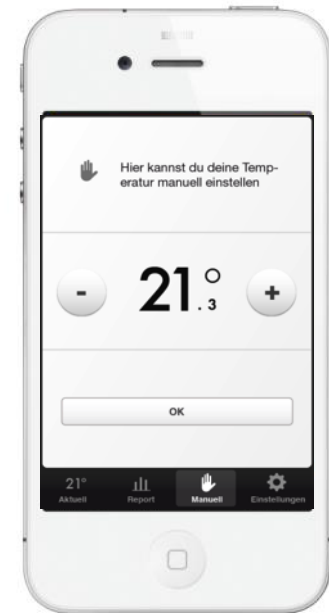 Hier kannst du deine Temp-
eratur manuell einstellen
- 21° .3 +
OK
21°
Aktuell Report Manuell Einstellungen